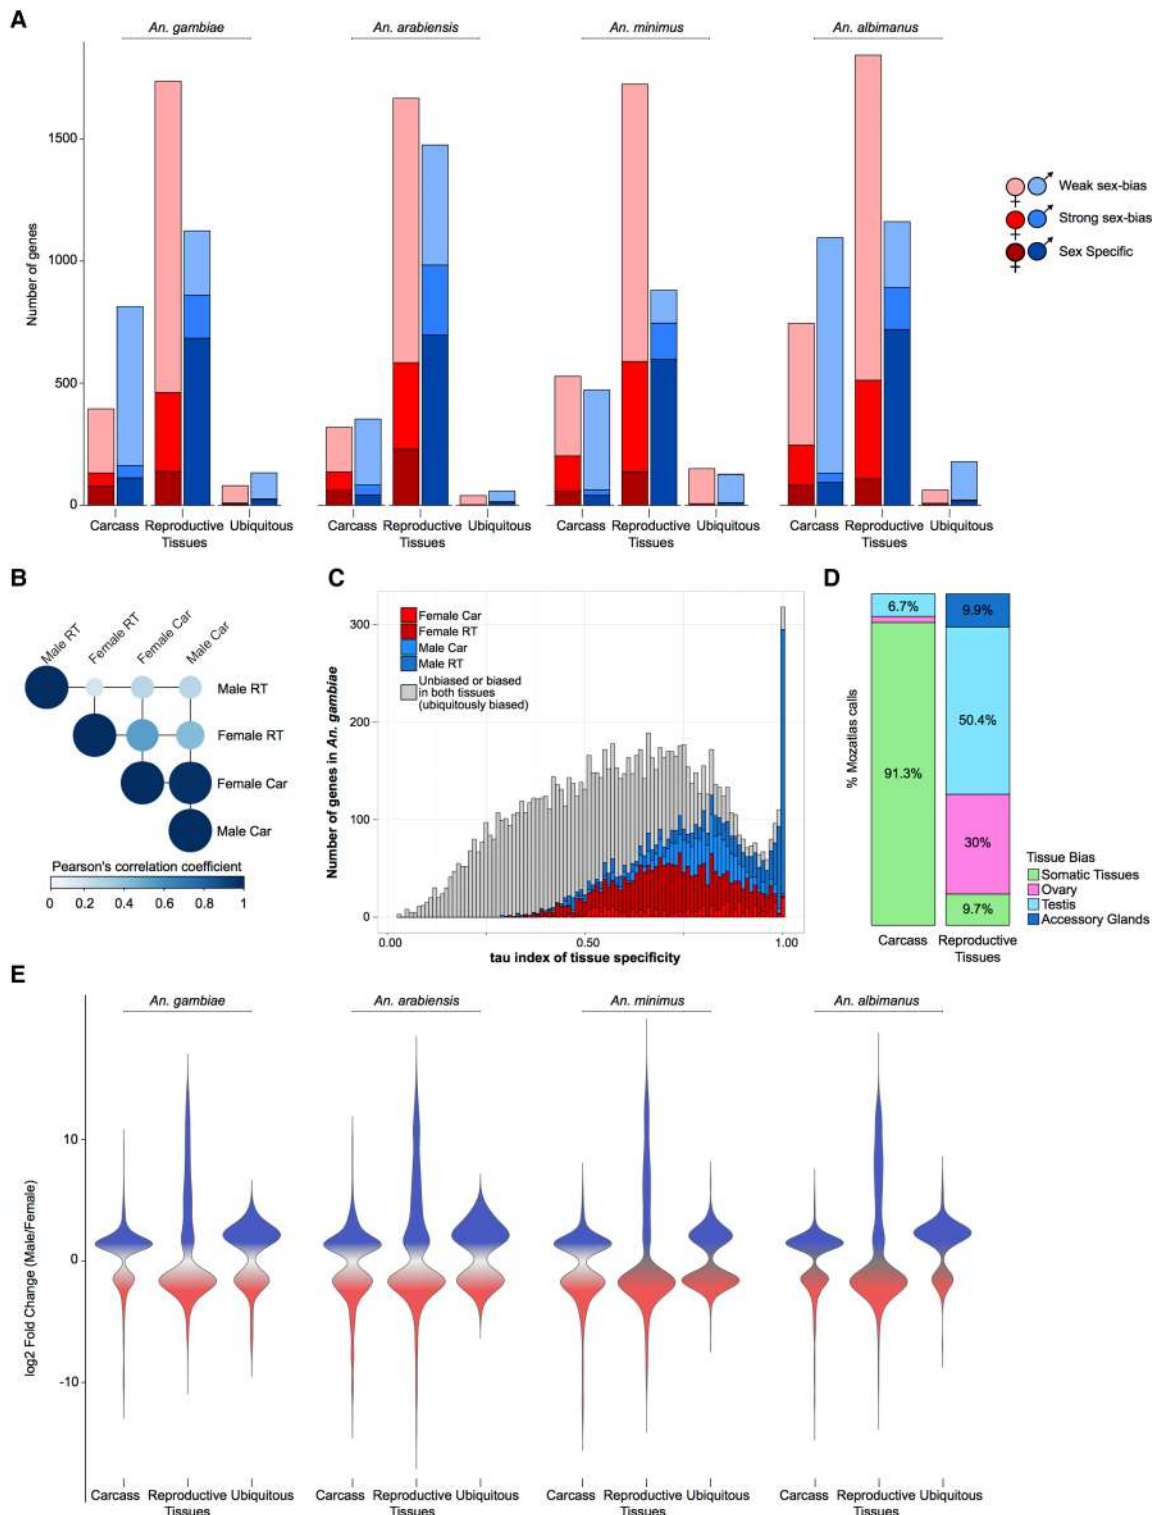 A
An. gambiae
An. arabiensis
An. minimus
An. albimanus
Number of genes
1500
1000
500
0
Carcass Reproductive Ubiquitous
Tissues
Carcass Reproductive Ubiquitous
Tissues
Carcass Reproductive Ubiquitous
Tissues
Carcass Reproductive Ubiquitous
Tissues
Weak sex-bias
Strong sex-bias
Sex Specific
B
Male RT
Female RT
Female Car
Male Car
Male RT
Female RT
Female Car
Male Car
Pearson's correlation coefficient
0 0.2 0.4 0.6 0.8 1
C
Number of genes in An. gambiae
300
200
100
0
Female Car
Female RT
Male Car
Male RT
Unbiased or biased
in both tissues
(ubiquitously biased)
0.00 0.50 1.00
tau index of tissue specificity
D
% Mozatlas calls
6.7%
91.3%
9.9%
50.4%
30%
9.7%
Carcass Reproductive
Tissues
Tissue Bias
Somatic Tissues
Ovary
Testis
Accessory Glands
E
An. gambiae
An. arabiensis
An. minimus
An. albimanus
log2 Fold Change (Male/Female)
10
0
-10
Carcass Reproductive Ubiquitous
Tissues
Carcass Reproductive Ubiquitous
Tissues
Carcass Reproductive Ubiquitous
Tissues
Carcass Reproductive Ubiquitous
Tissues